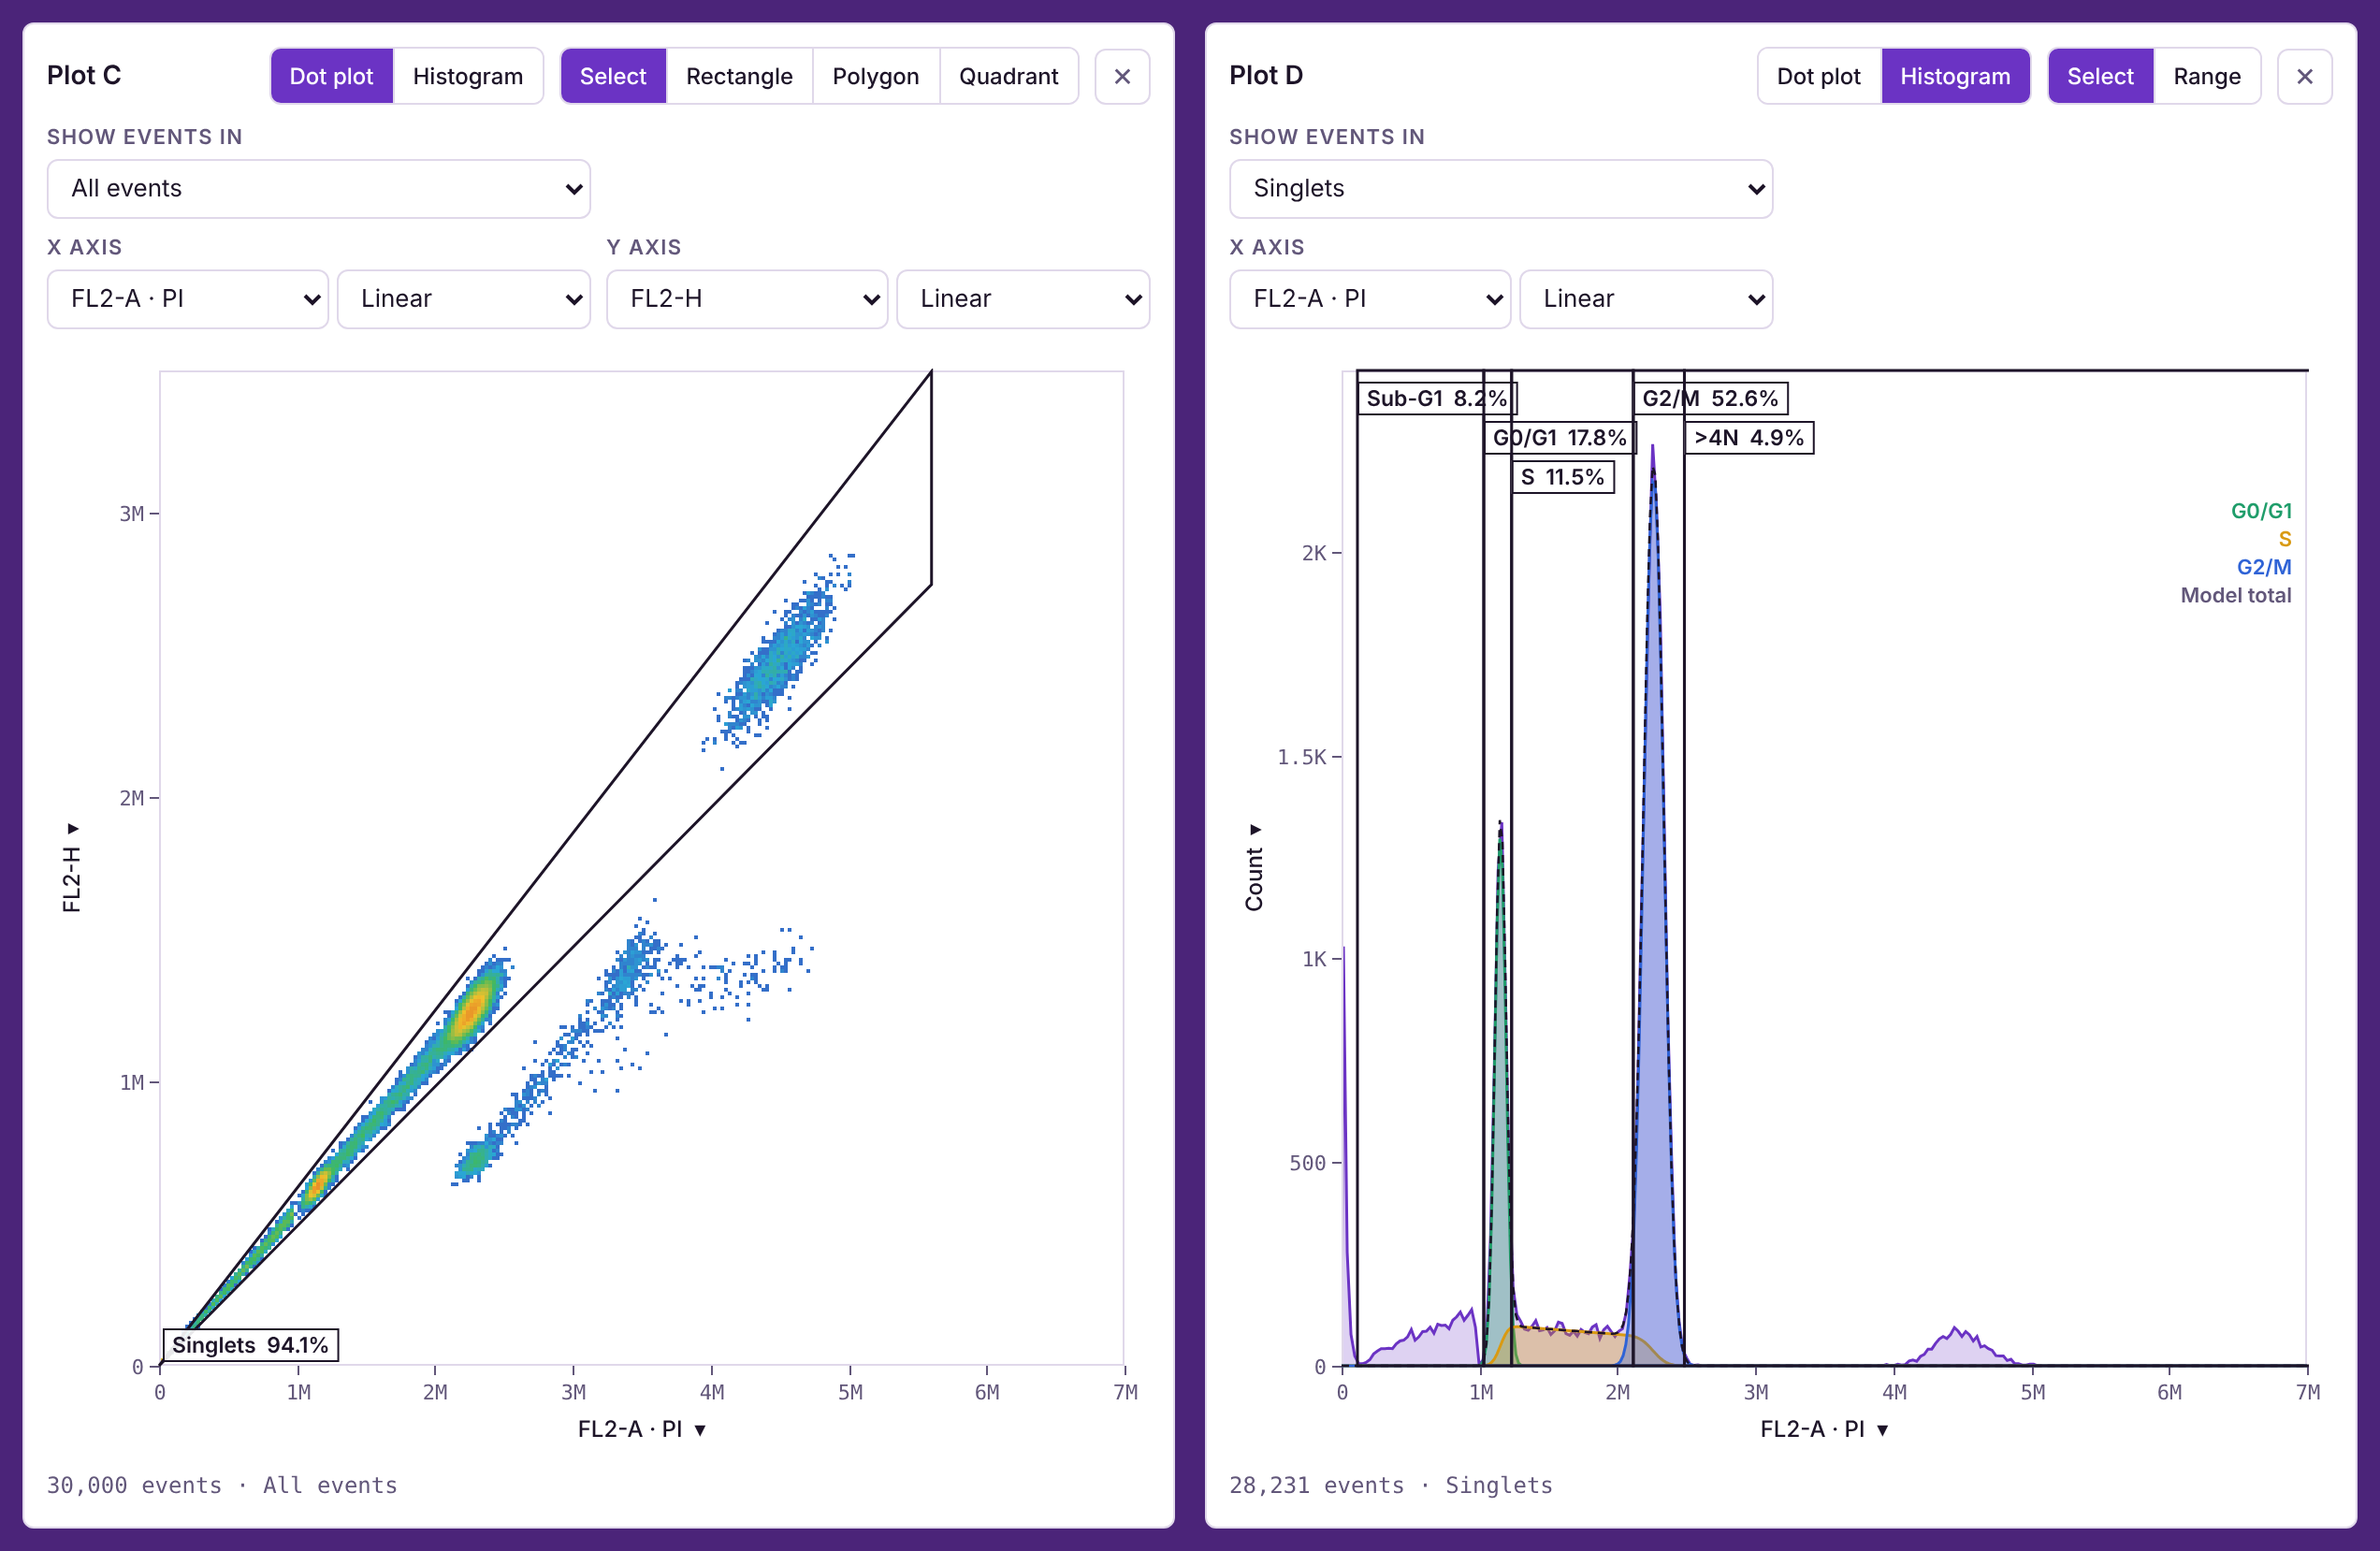 Plot C
Dot plot Histogram
Select Rectangle Polygon Quadrant
×
SHOW EVENTS IN
All events
X AXIS
FL2-A · PI
Linear
Y AXIS
FL2-H
Linear
3M
2M
1M
0
FL2-H ▼
Singlets 94.1%
0 1M 2M 3M 4M 5M 6M 7M
FL2-A · PI ▼
30,000 events · All events
Plot D
Dot plot Histogram
Select Range
×
SHOW EVENTS IN
Singlets
X AXIS
FL2-A · PI
Linear
Sub-G1 8.2%
G2/M 52.6%
G0/G1 17.8%
>4N 4.9%
S 11.5%
G0/G1
S
G2/M
Model total
2K
1.5K
1K
500
0
Count ▼
0 1M 2M 3M 4M 5M 6M 7M
FL2-A · PI ▼
28,231 events · Singlets